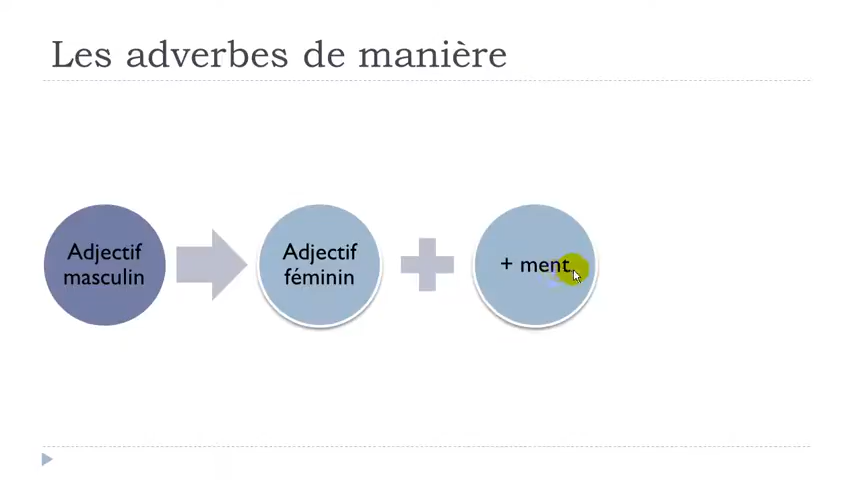 Les adverbes de manière
Adjectif
masculin
Adjectif
féminin
+ ment